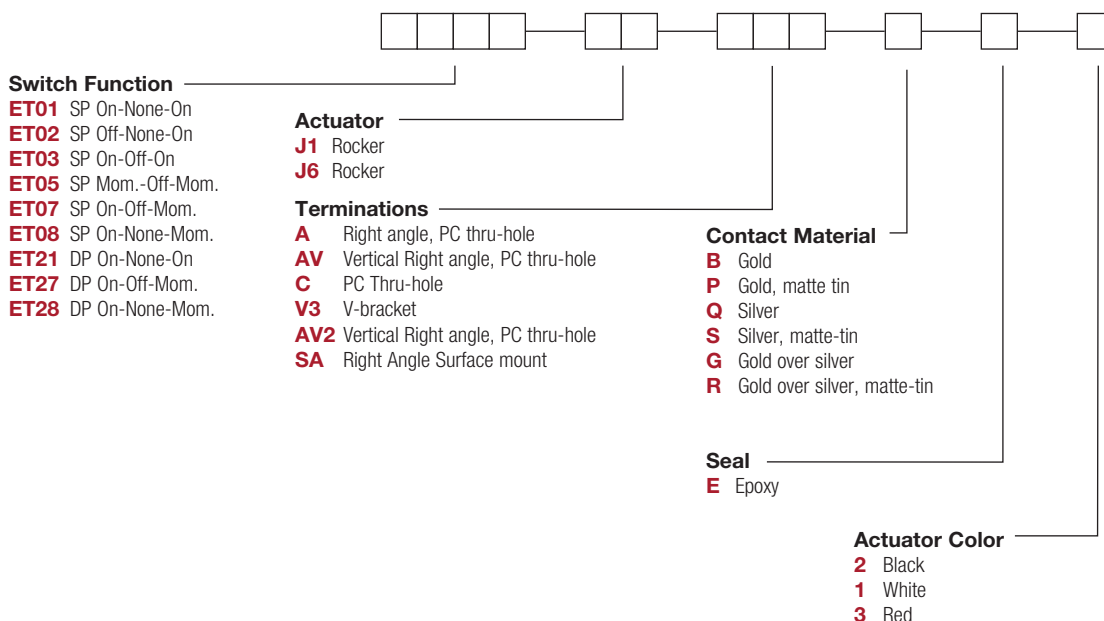 Switch Function
ET01 SP On-None-On
ET02 SP Off-None-On
ET03 SP On-Off-On
ET05 SP Mom.-Off-Mom.
ET07 SP On-Off-Mom.
ET08 SP On-None-Mom.
ET21 DP On-None-On
ET27 DP On-Off-Mom.
ET28 DP On-None-Mom.
Actuator
J1 Rocker
J6 Rocker
Terminations
A Right angle, PC thru-hole
AV Vertical Right angle, PC thru-hole
C PC Thru-hole
V3 V-bracket
AV2 Vertical Right angle, PC thru-hole
SA Right Angle Surface mount
Contact Material
B Gold
P Gold, matte tin
Q Silver
S Silver, matte-tin
G Gold over silver
R Gold over silver, matte-tin
Seal
E Epoxy
Actuator Color
2 Black
1 White
3 Red